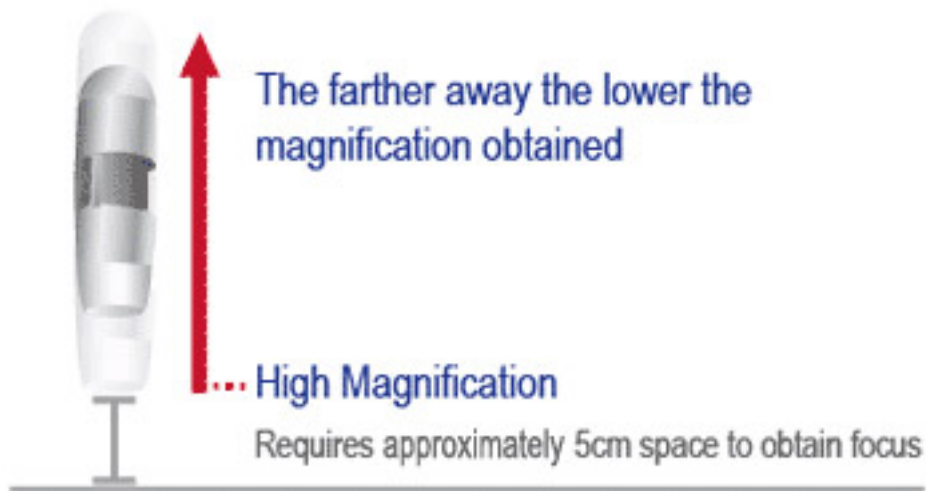 The farther away the lower the
magnification obtained
High Magnification
Requires approximately 5cm space to obtain focus